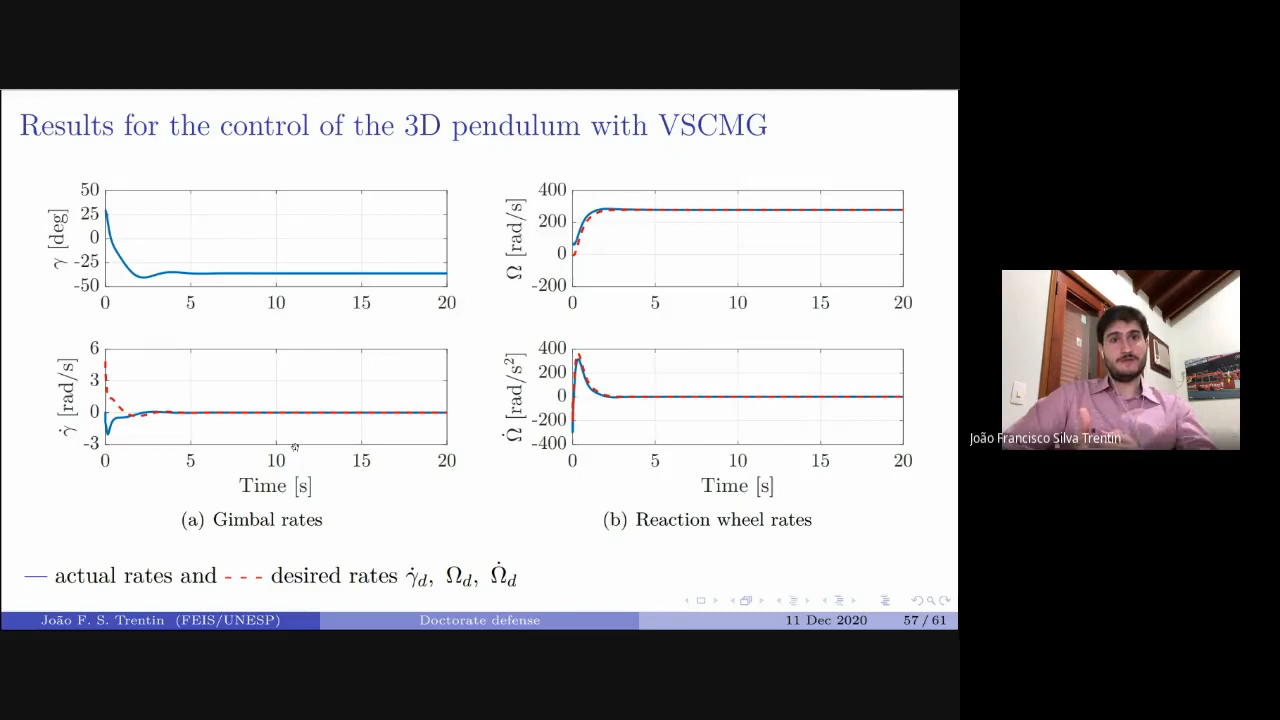 Results for the control of the 3D pendulum with VSCMG
50
25
0
-25
-50
γ [deg]
0 5 10 15 20
6
3
0
-3
γ̇ [rad/s]
0 5 10 15 20
Time [s]
(a) Gimbal rates
400
200
0
-200
Ω [rad/s]
0 5 10 15 20
400
200
0
-200
-400
Ω̇ [rad/s²]
0 5 10 15 20
Time [s]
(b) Reaction wheel rates
actual rates and - - - desired rates γ̇d, Ωd, Ω̇d
João F. S. Trentin (FEIS/UNESP) Doctorate defense 11 Dec 2020 57 / 61
João Francisco Silva Trentin